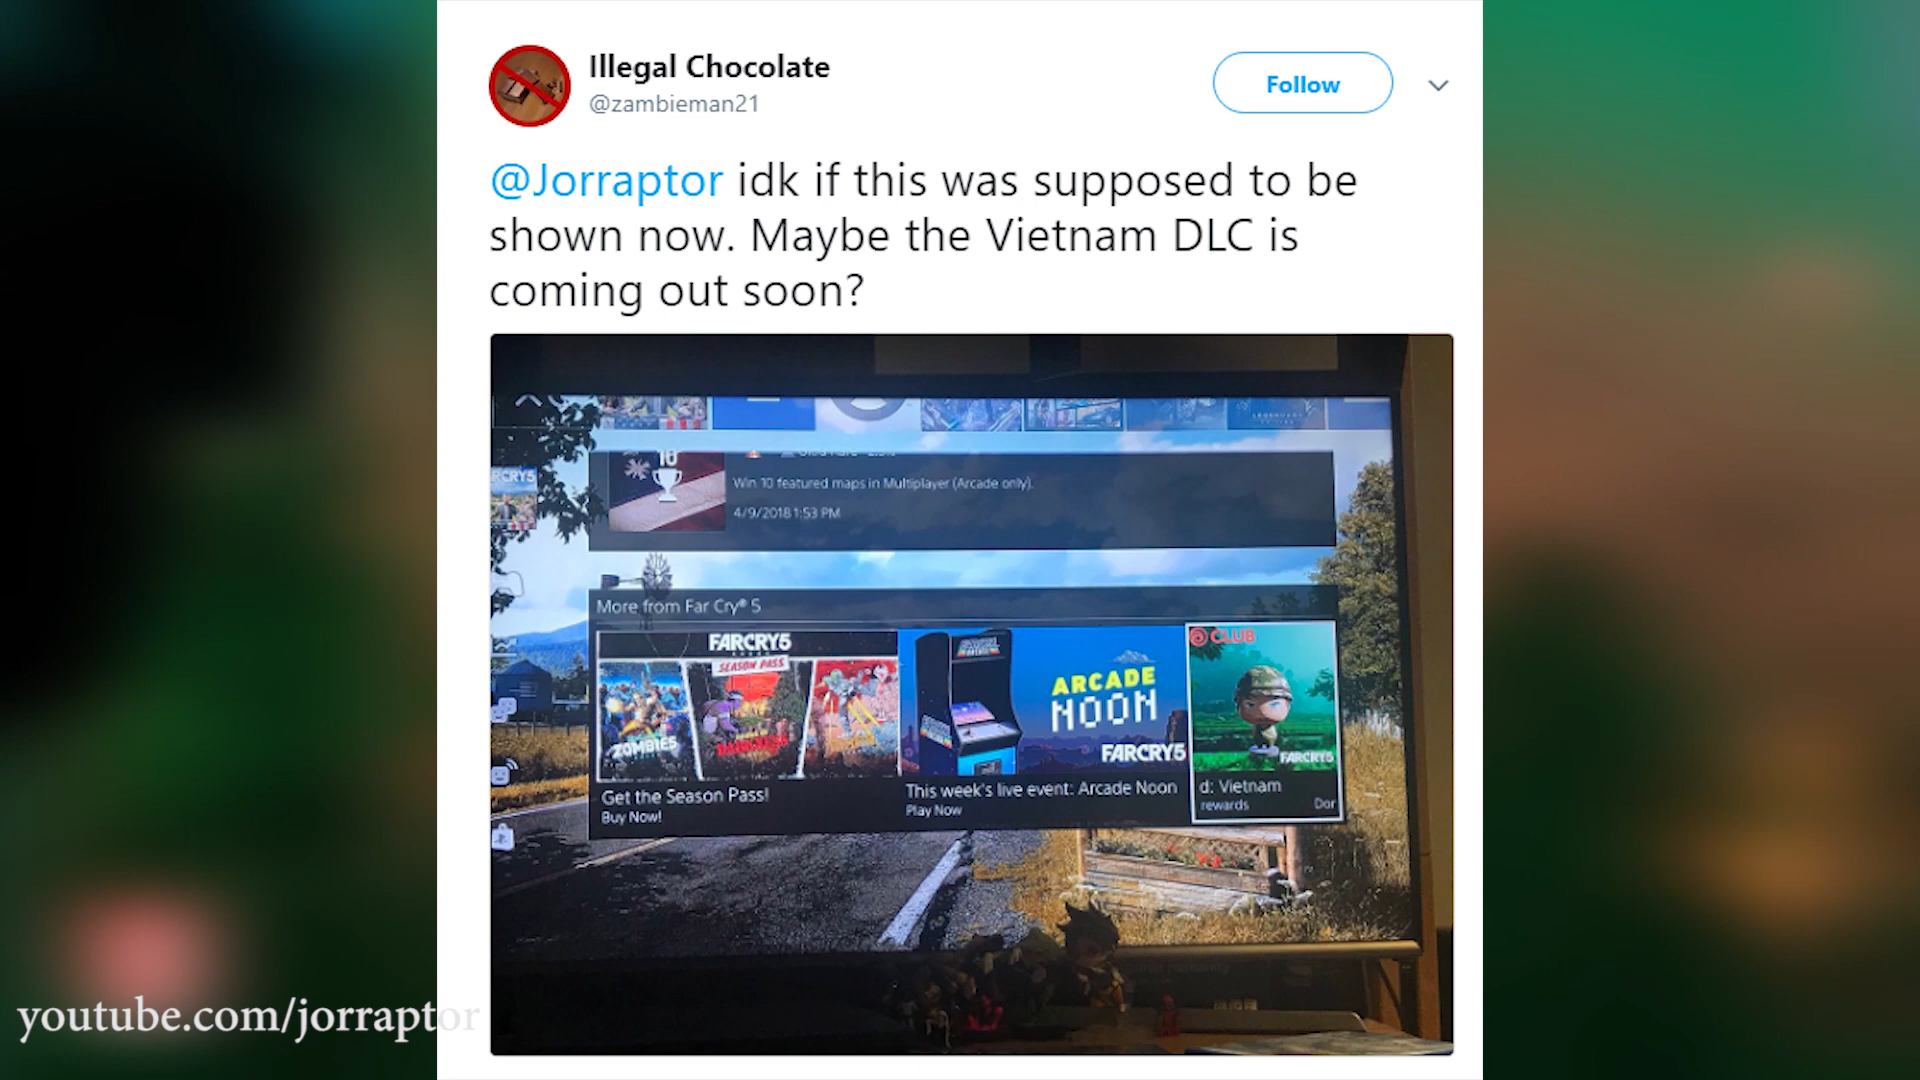 Illegal Chocolate
@zambieman21
Follow
@Jorraptor idk if this was supposed to be
shown now. Maybe the Vietnam DLC is
coming out soon?
10
Win 10 featured maps in Multiplayer (Arcade only).
4/9/2018 1:53 PM
More from Far Cry® 5
FARCRY5
SEASON PASS
ZOMBIES
Get the Season Pass!
Buy Now!
ARCADE
NOON
FARCRY5
This week's live event: Arcade Noon
Play Now
CLUB
FARCRY5
d: Vietnam
rewards
Dor
youtube.com/jorraptor